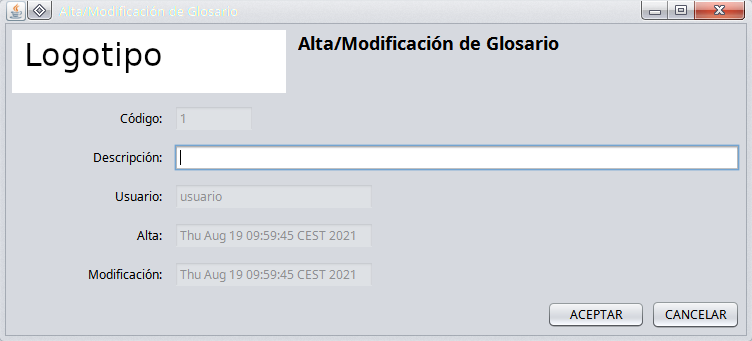 Alta/Modificación de Glosario
Logotipo
Alta/Modificación de Glosario
Código: 1
Descripción:
Usuario: usuario
Alta: Thu Aug 19 09:59:45 CEST 2021
Modificación: Thu Aug 19 09:59:45 CEST 2021
ACEPTAR CANCELAR